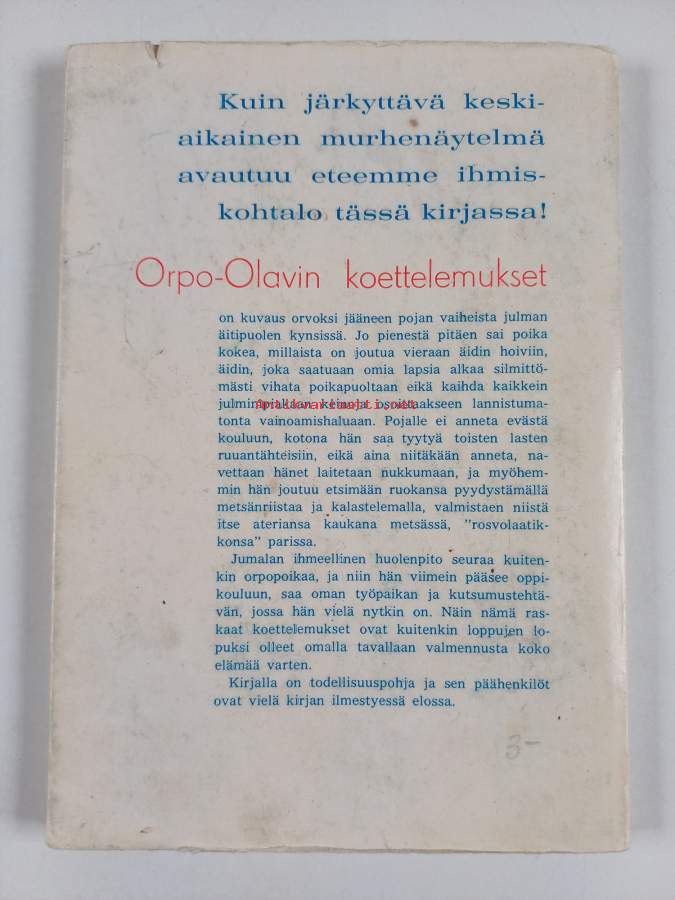 Kuin järkyttävä keski-
aikainen murhenäytelmä
avautuu eteemme ihmis-
kohtalo tässä kirjassa!
Orpo-Olavin koettelemukset
on kuvaus orvoksi jääneen pojan vaiheista julman
äitipuolen kynsissä. Jo pienestä pitäen sai poika
kokea, millaista on joutua vieraan äidin hoiviin,
äidin, joka saatuaan omia lapsia alkaa silmittö-
mästi vihata poikapuoltaan eikä kaihda kaikkein
osoittaakseen lannistuma-
Antikvariaatti.net
tonta vainoamishaluaan. Pojalle ei anneta evästä
kouluun, kotona hän saa tyytyä toisten lasten
ruuantähteisiin, eikä aina niitäkään anneta, na-
vettaan hänet laitetaan nukkumaan, ja myöhem-
min hän joutuu etsimään ruokansa pyydystämällä
metsänriistaa ja kalastelemalla, valmistaen niistä
itse ateriansa kaukana metsässä, "rosvolaatik-
konsa" parissa.
Jumalan ihmeellinen huolenpito seuraa kuiten-
kin orpopoikaa, ja niin hän viimein pääsee oppi-
kouluun, saa oman työpaikan ja kutsumustehtä-
vän, jossa hän vielä nytkin on. Näin nämä ras-
kaat koettelemukset ovat kuitenkin loppujen lo-
puksi olleet omalla tavallaan valmennusta koko
elämää varten.
Kirjalla on todellisuuspohja ja sen päähenkilöt
ovat vielä kirjan ilmestyessä elossa.
3-